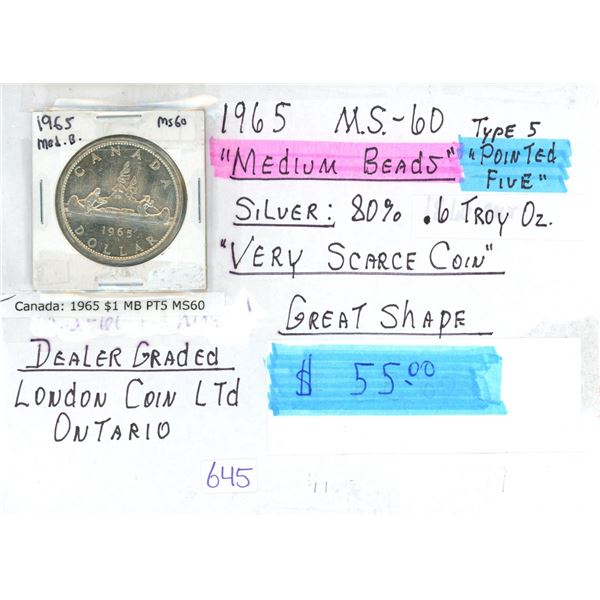 1965
Mod. B.
MS60
CANADA
1965
DOLLAR
Canada: 1965 $1 MB PT5 MS60
1965 M.S.-60
"MEDIUM BEADS"
TYPE 5
"POINTED
FIVE"
SILVER: 80% .6 TROY OZ.
"VERY SCARCE COIN"
GREAT SHAPE
$ 55.00
DEALER GRADED
LONDON COIN LTd
ONTARIO
645